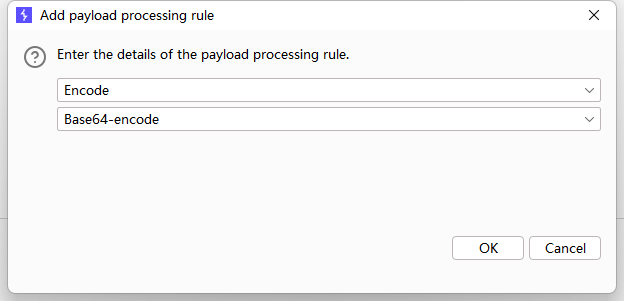 Add payload processing rule
Enter the details of the payload processing rule.
Encode
Base64-encode
OK
Cancel